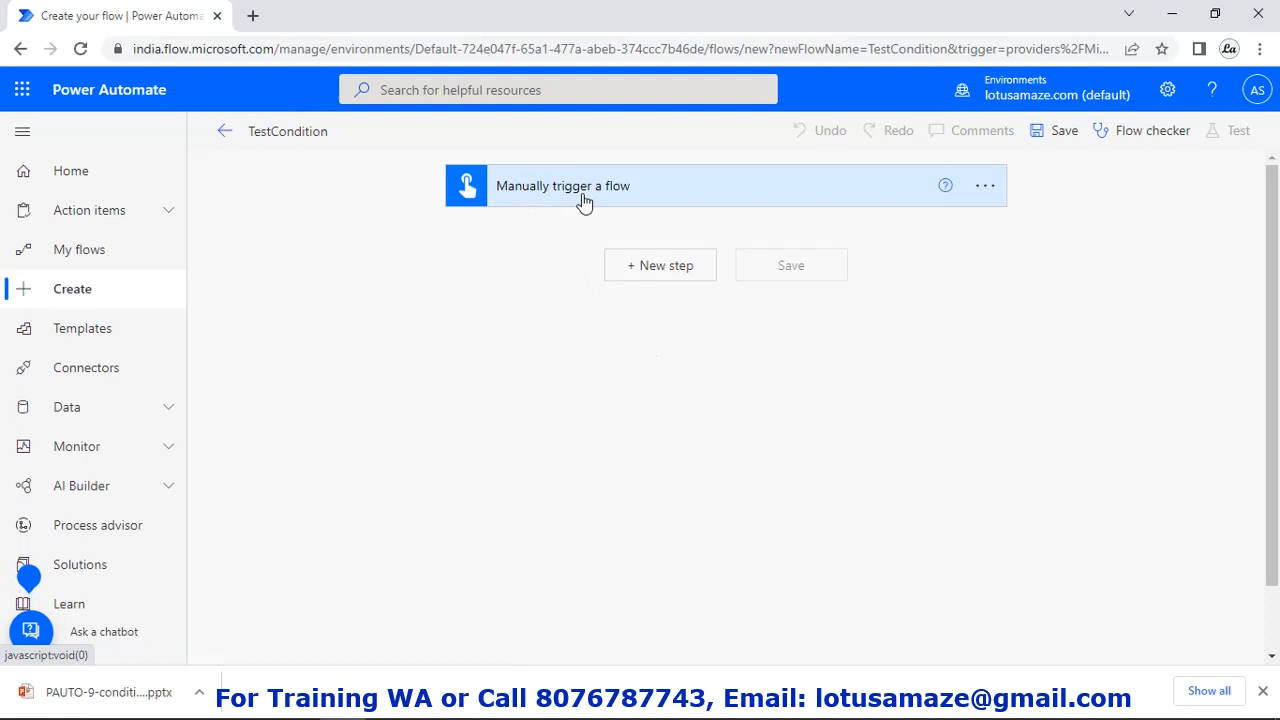 Create your flow | Power Automa
india.flow.microsoft.com/manage/environments/Default-724e047f-65a1-477a-abeb-374ccc7b46de/flows/new?newFlowName=TestCondition&trigger=providers%2FMi...
La
Power Automate
Search for helpful resources
Environments
lotusamaze.com (default)
AS
TestCondition
Undo
Redo
Comments
Save
Flow checker
Test
Home
Action items
My flows
Create
Templates
Connectors
Data
Monitor
AI Builder
Process advisor
Solutions
Learn
Ask a chatbot
Manually trigger a flow
+ New step
Save
javascript:void(0)
PAUTO-9-conditi....pptx
For Training WA or Call 8076787743, Email: lotusamaze@gmail.com
Show all